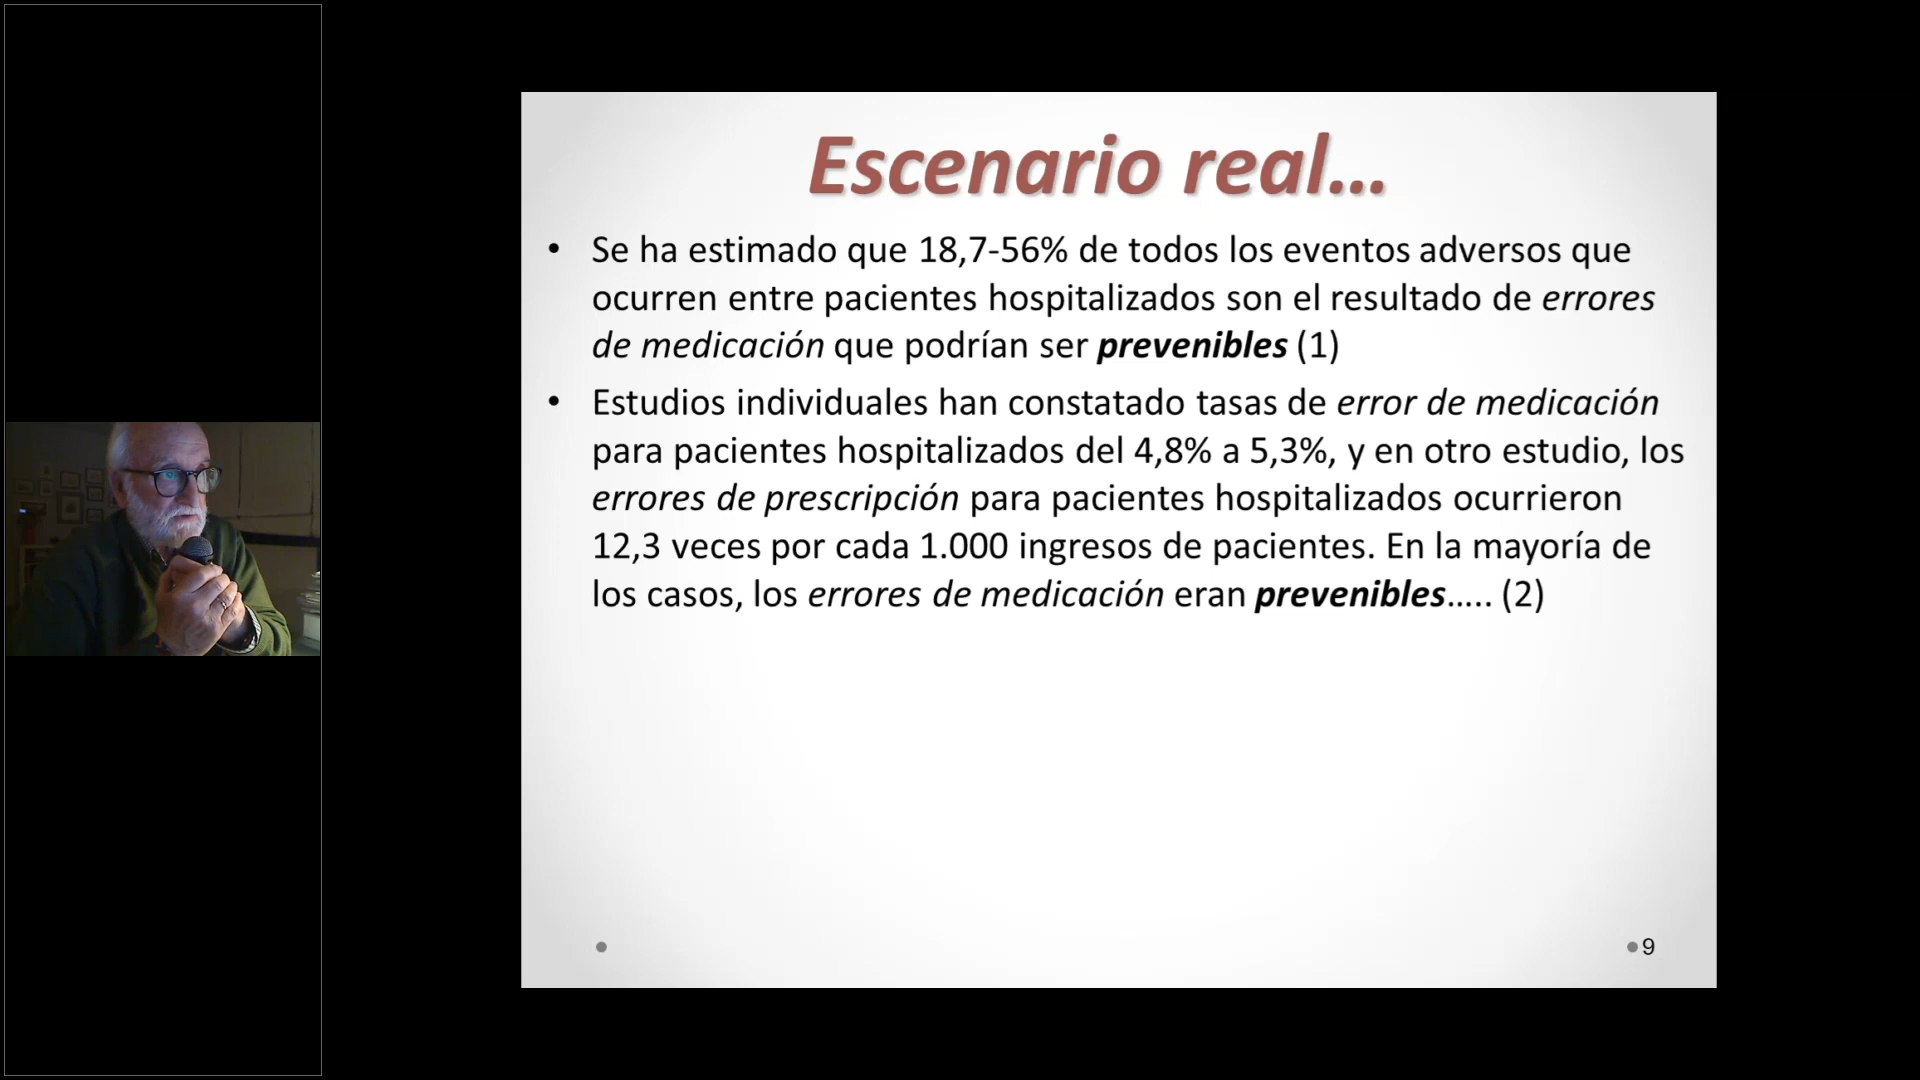 Escenario real...
• Se ha estimado que 18,7-56% de todos los eventos adversos que
ocurren entre pacientes hospitalizados son el resultado de errores
de medicación que podrían ser prevenibles (1)
• Estudios individuales han constatado tasas de error de medicación
para pacientes hospitalizados del 4,8% a 5,3%, y en otro estudio, los
errores de prescripción para pacientes hospitalizados ocurrieron
12,3 veces por cada 1.000 ingresos de pacientes. En la mayoría de
los casos, los errores de medicación eran prevenibles..... (2)
9